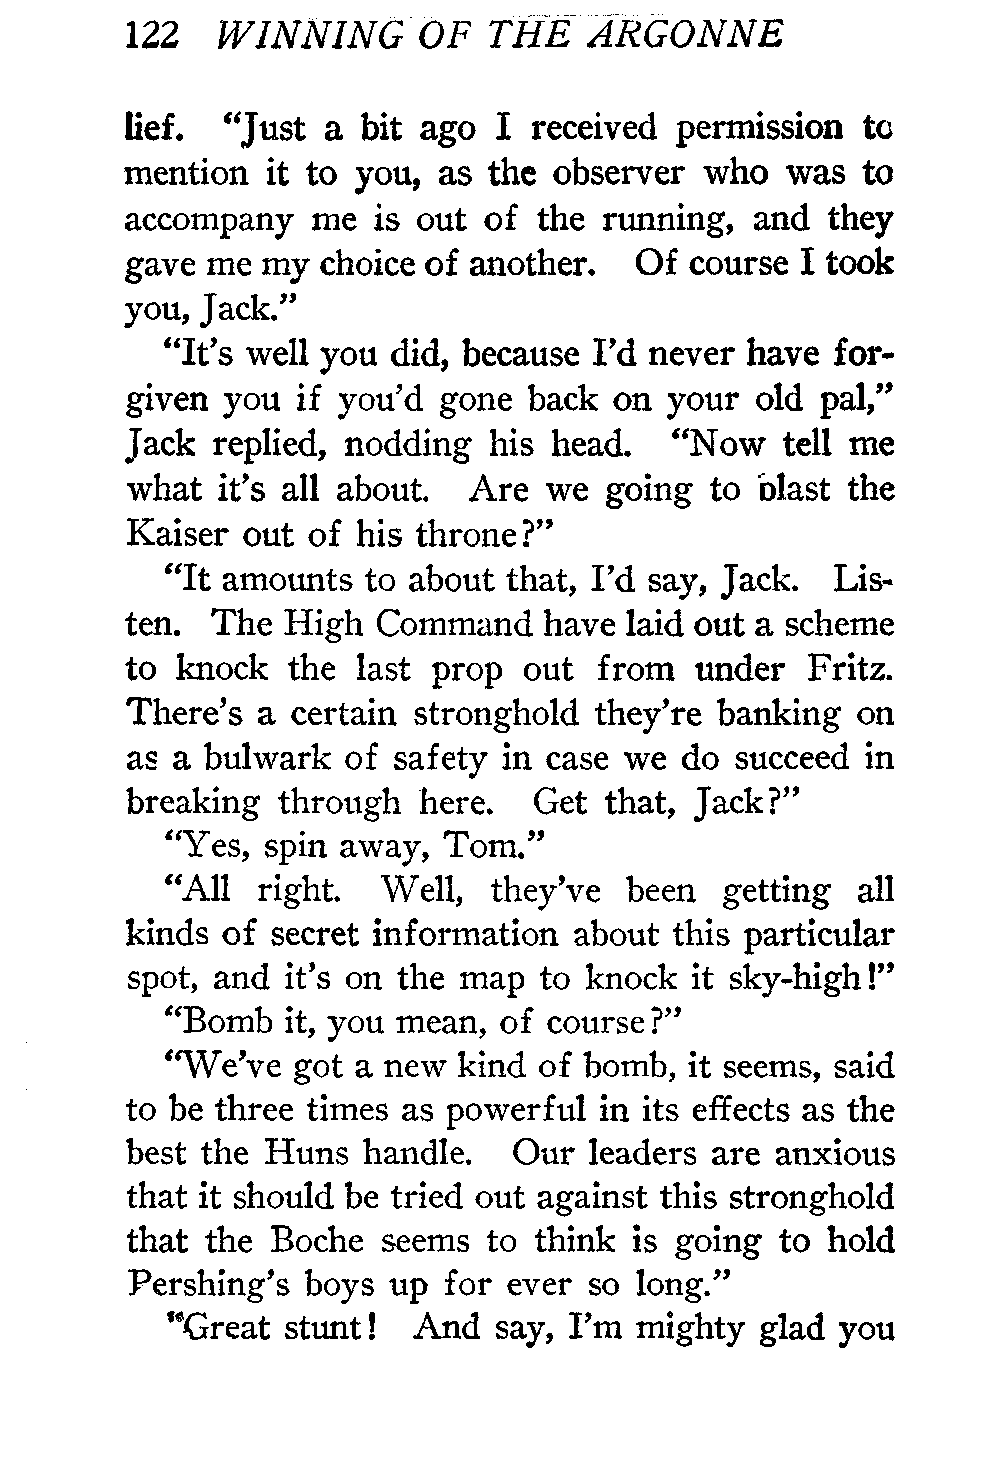 122 WINNING OF THE ARGONNE
lief. “Just a bit ago I received permission to
mention it to you, as the observer who was to
accompany me is out of the running, and they
gave me my choice of another. Of course I took
you, Jack.”
“It’s well you did, because I’d never have for-
given you if you’d gone back on your old pal,”
Jack replied, nodding his head. “Now tell me
what it’s all about. Are we going to blast the
Kaiser out of his throne?”
“It amounts to about that, I’d say, Jack. Lis-
ten. The High Command have laid out a scheme
to knock the last prop out from under Fritz.
There’s a certain stronghold they’re banking on
as a bulwark of safety in case we do succeed in
breaking through here. Get that, Jack?”
“Yes, spin away, Tom.”
“All right. Well, they’ve been getting all
kinds of secret information about this particular
spot, and it’s on the map to knock it sky-high!”
“Bomb it, you mean, of course?”
“We’ve got a new kind of bomb, it seems, said
to be three times as powerful in its effects as the
best the Huns handle. Our leaders are anxious
that it should be tried out against this stronghold
that the Boche seems to think is going to hold
Pershing’s boys up for ever so long.”
“Great stunt! And say, I’m mighty glad you